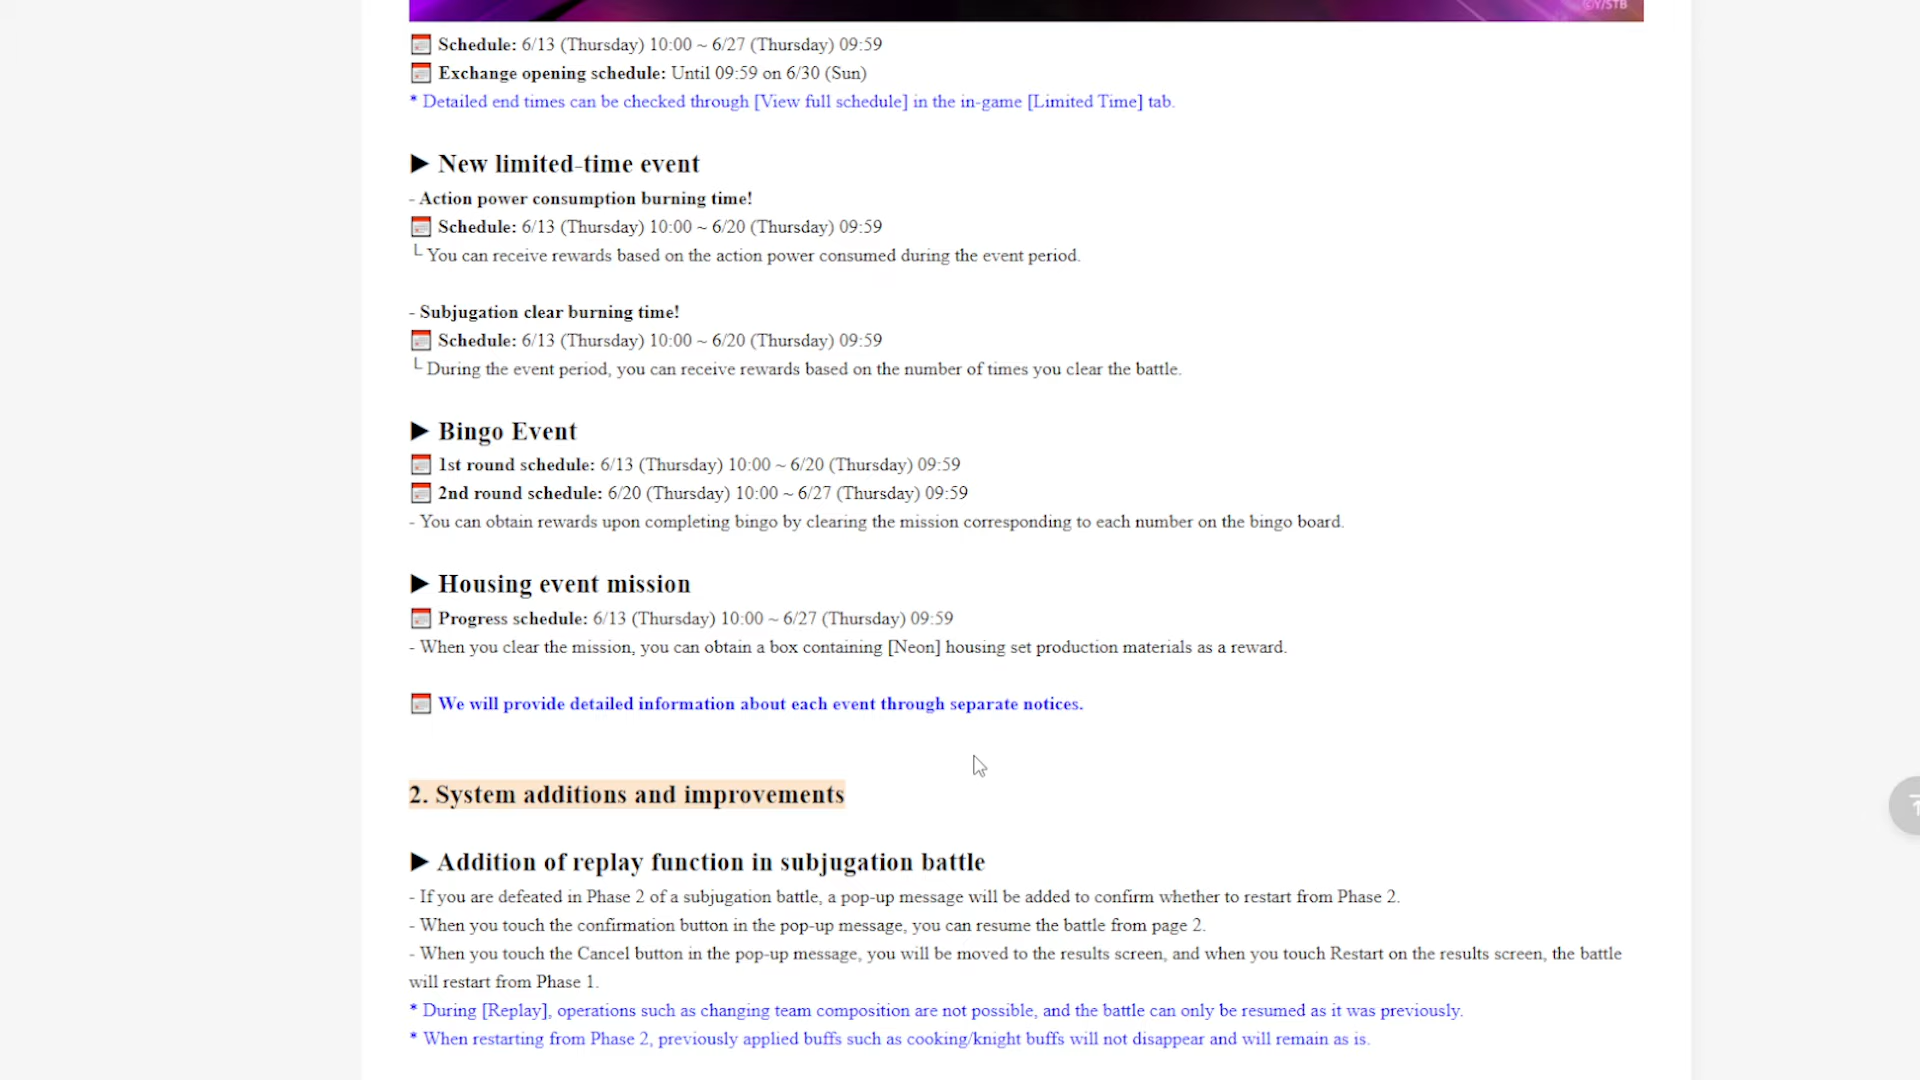 ©Y/STB
Schedule: 6/13 (Thursday) 10:00 ~ 6/27 (Thursday) 09:59
Exchange opening schedule: Until 09:59 on 6/30 (Sun)
* Detailed end times can be checked through [View full schedule] in the in-game [Limited Time] tab.
▶ New limited-time event
- Action power consumption burning time!
Schedule: 6/13 (Thursday) 10:00 ~ 6/20 (Thursday) 09:59
└ You can receive rewards based on the action power consumed during the event period.
- Subjugation clear burning time!
Schedule: 6/13 (Thursday) 10:00 ~ 6/20 (Thursday) 09:59
└ During the event period, you can receive rewards based on the number of times you clear the battle.
▶ Bingo Event
1st round schedule: 6/13 (Thursday) 10:00 ~ 6/20 (Thursday) 09:59
2nd round schedule: 6/20 (Thursday) 10:00 ~ 6/27 (Thursday) 09:59
- You can obtain rewards upon completing bingo by clearing the mission corresponding to each number on the bingo board.
▶ Housing event mission
Progress schedule: 6/13 (Thursday) 10:00 ~ 6/27 (Thursday) 09:59
- When you clear the mission, you can obtain a box containing [Neon] housing set production materials as a reward.
We will provide detailed information about each event through separate notices.
2. System additions and improvements
▶ Addition of replay function in subjugation battle
- If you are defeated in Phase 2 of a subjugation battle, a pop-up message will be added to confirm whether to restart from Phase 2.
- When you touch the confirmation button in the pop-up message, you can resume the battle from page 2.
- When you touch the Cancel button in the pop-up message, you will be moved to the results screen, and when you touch Restart on the results screen, the battle
will restart from Phase 1.
* During [Replay], operations such as changing team composition are not possible, and the battle can only be resumed as it was previously.
* When restarting from Phase 2, previously applied buffs such as cooking/knight buffs will not disappear and will remain as is.